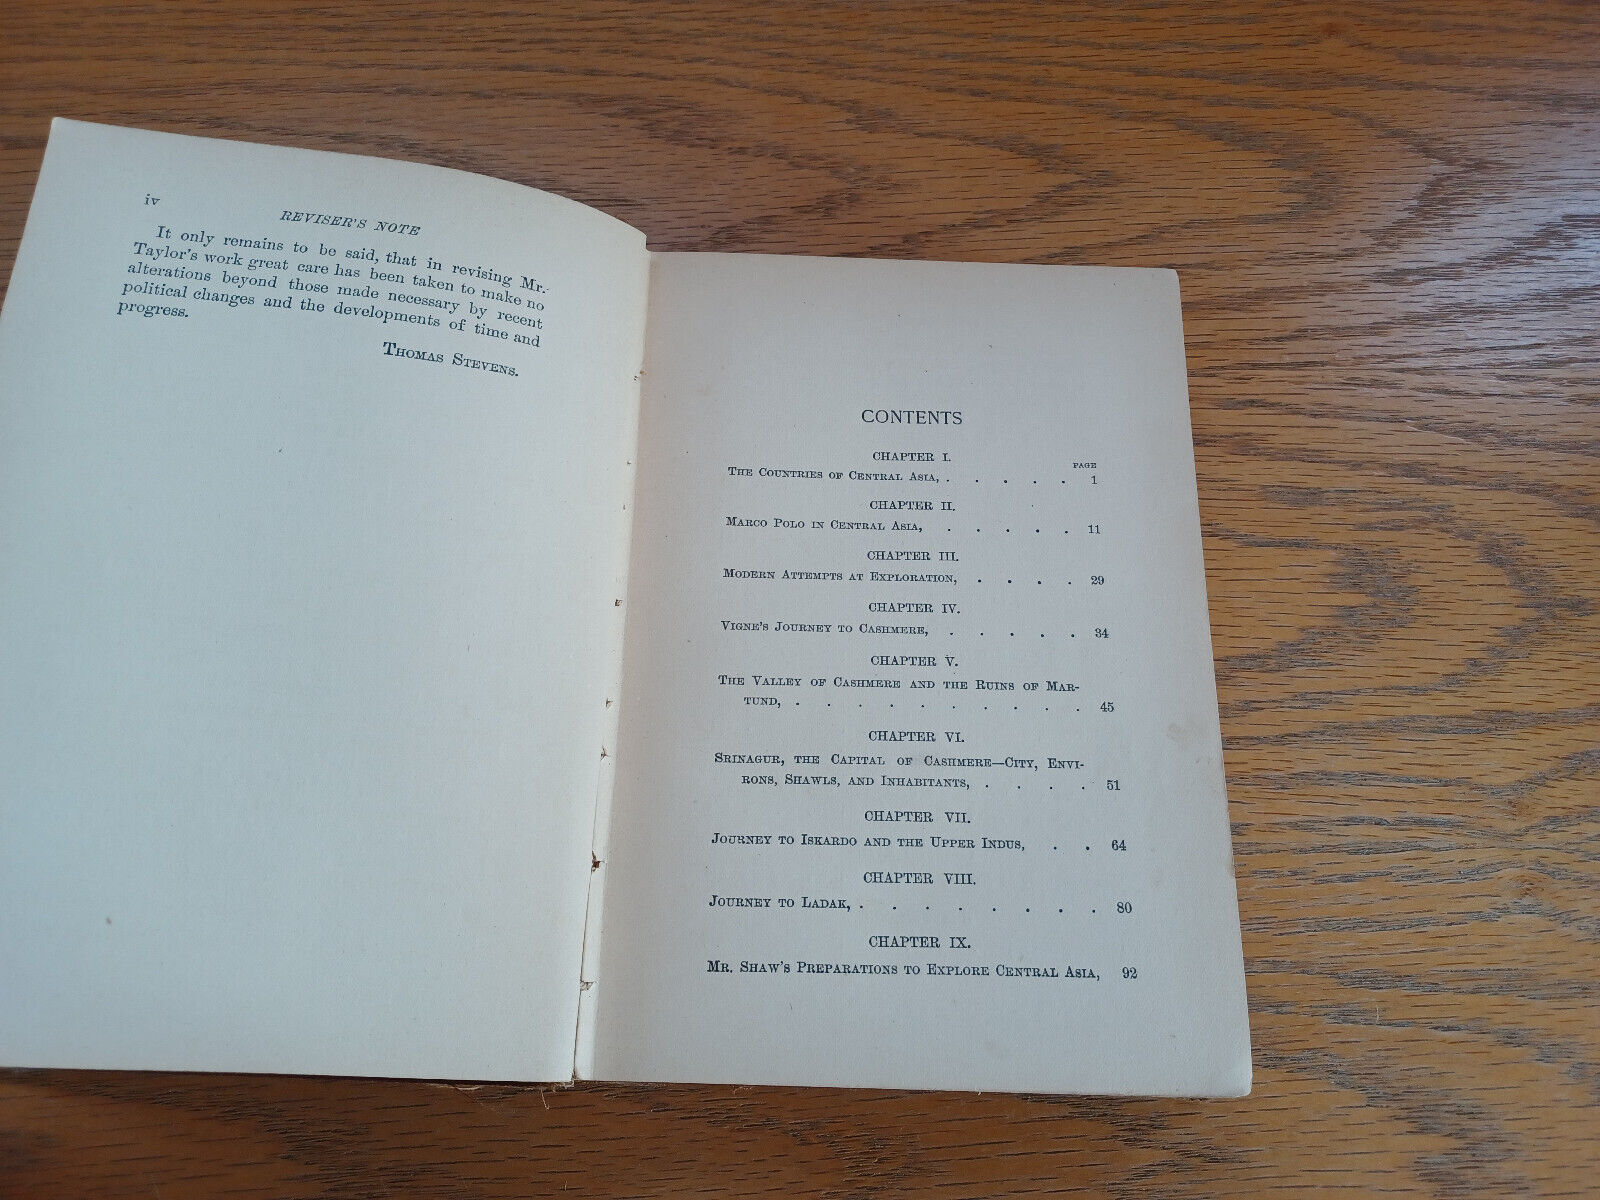 iv
REVISER'S NOTE
It only remains to be said, that in revising Mr.
Taylor's work great care has been taken to make no
alterations beyond those made necessary by recent
political changes and the developments of time and
progress.
THOMAS STEVENS.
CONTENTS
CHAPTER I.
PAGE
THE COUNTRIES OF CENTRAL ASIA, . . . . . 1
CHAPTER II.
MARCO POLO IN CENTRAL ASIA, . . . . . 11
CHAPTER III.
MODERN ATTEMPTS AT EXPLORATION, . . . . 29
CHAPTER IV.
VIGNE'S JOURNEY TO CASHMERE, . . . . . 34
CHAPTER V.
THE VALLEY OF CASHMERE AND THE RUINS OF MAR-
TUND, . . . . . . . . . . 45
CHAPTER VI.
SRINAGUR, THE CAPITAL OF CASHMERE—CITY, ENVI-
RONS, SHAWLS, AND INHABITANTS, . . . . 51
CHAPTER VII.
JOURNEY TO ISKARDO AND THE UPPER INDUS, . . 64
CHAPTER VIII.
JOURNEY TO LADAK, . . . . . . . . 80
CHAPTER IX.
MR. SHAW'S PREPARATIONS TO EXPLORE CENTRAL ASIA, 92